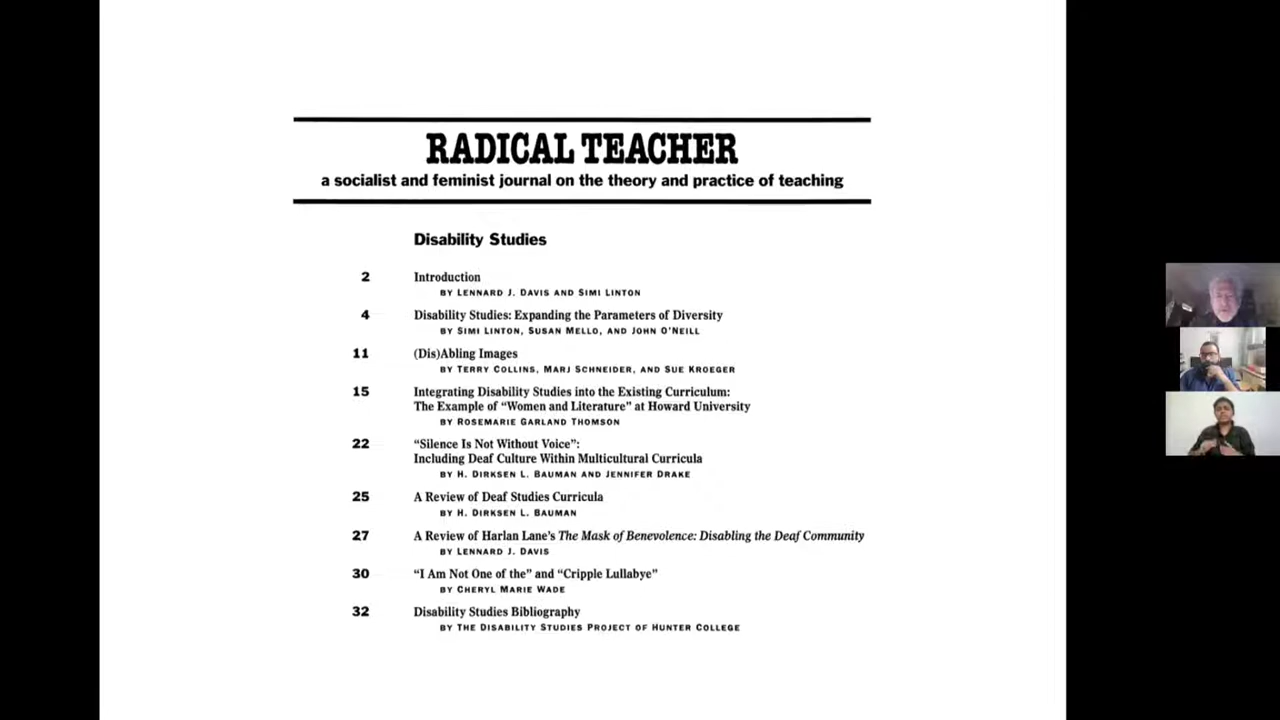 RADICAL TEACHER
a socialist and feminist journal on the theory and practice of teaching
Disability Studies
2 Introduction
BY LENNARD J. DAVIS AND SIMI LINTON
4 Disability Studies: Expanding the Parameters of Diversity
BY SIMI LINTON, SUSAN MELLO, AND JOHN O'NEILL
11 (Dis)Abling Images
BY TERRY COLLINS, MARJ SCHNEIDER, AND SUE KROEGER
15 Integrating Disability Studies into the Existing Curriculum:
The Example of “Women and Literature” at Howard University
BY ROSEMARIE GARLAND THOMSON
22 “Silence Is Not Without Voice”:
Including Deaf Culture Within Multicultural Curricula
BY H. DIRKSEN L. BAUMAN AND JENNIFER DRAKE
25 A Review of Deaf Studies Curricula
BY H. DIRKSEN L. BAUMAN
27 A Review of Harlan Lane’s The Mask of Benevolence: Disabling the Deaf Community
BY LENNARD J. DAVIS
30 “I Am Not One of the” and “Cripple Lullabye”
BY CHERYL MARIE WADE
32 Disability Studies Bibliography
BY THE DISABILITY STUDIES PROJECT OF HUNTER COLLEGE